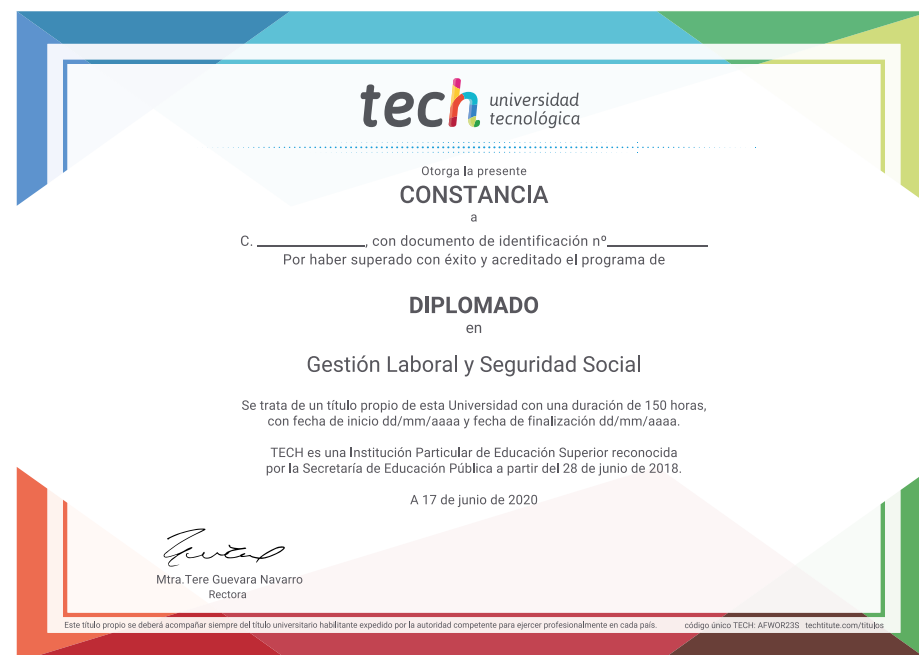 tech universidad
tecnológica
Otorga la presente
CONSTANCIA
a
C. ______________, con documento de identificación nº_____________
Por haber superado con éxito y acreditado el programa de
DIPLOMADO
en
Gestión Laboral y Seguridad Social
Se trata de un título propio de esta Universidad con una duración de 150 horas,
con fecha de inicio dd/mm/aaaa y fecha de finalización dd/mm/aaaa.
TECH es una Institución Particular de Educación Superior reconocida
por la Secretaría de Educación Pública a partir del 28 de junio de 2018.
A 17 de junio de 2020
Mtra.Tere Guevara Navarro
Rectora
Este título propio se deberá acompañar siempre del título universitario habilitante expedido por la autoridad competente para ejercer profesionalmente en cada país. código único TECH: AFWOR23S techtitute.com/titulos